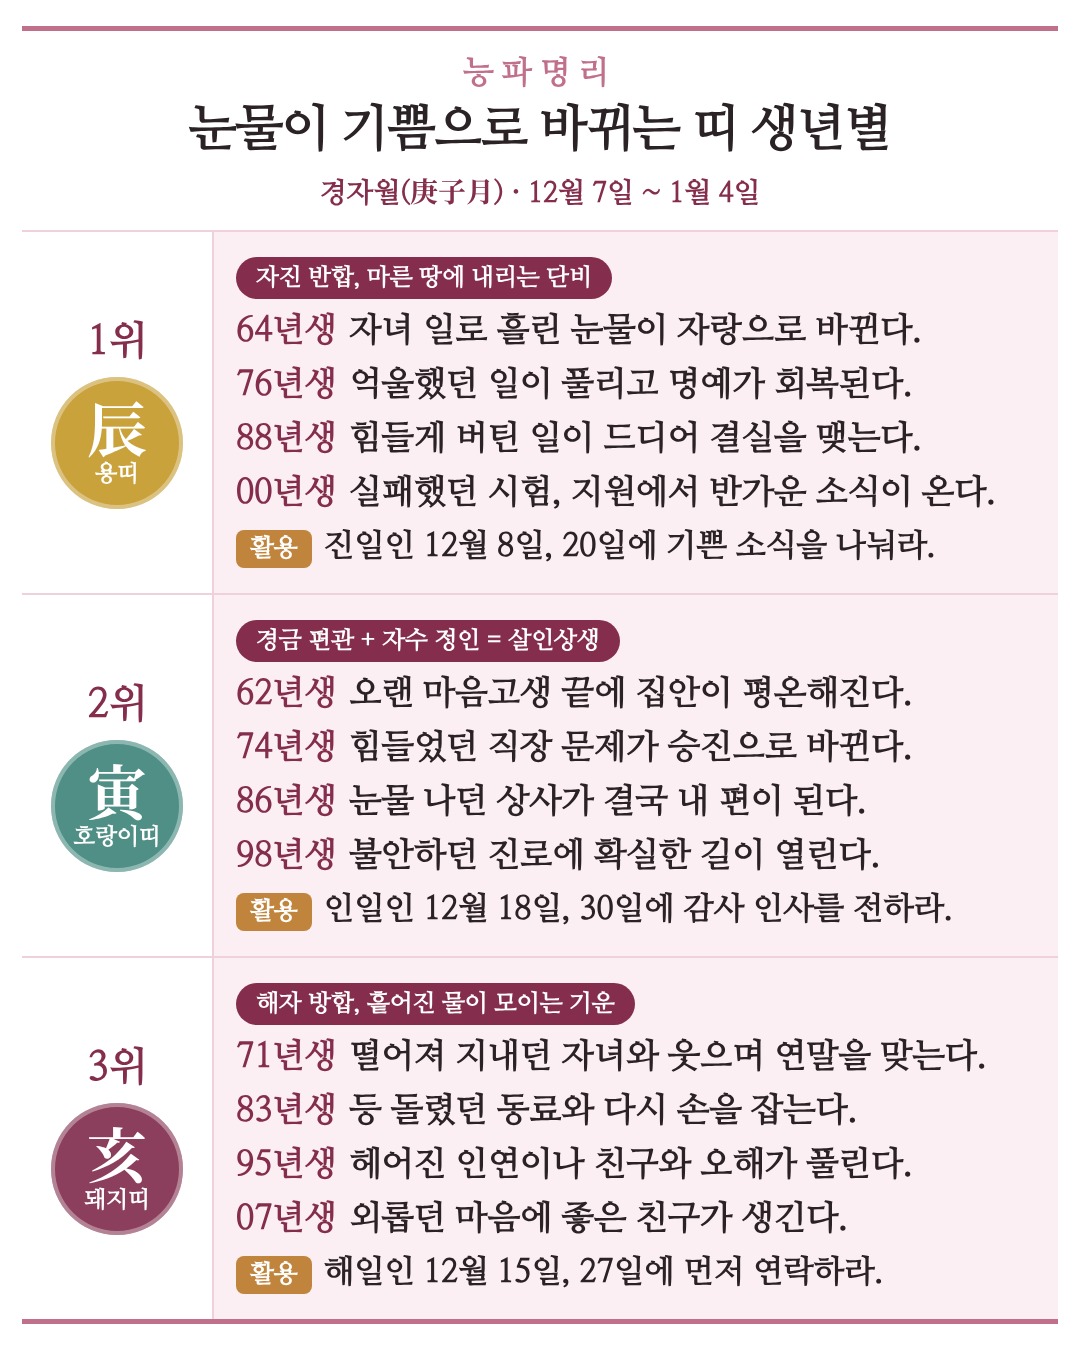 능파명리
눈물이 기쁨으로 바뀌는 띠 생년별
경자월(庚子月) · 12월 7일 ~ 1월 4일
1위
辰
용띠
자진 반합, 마른 땅에 내리는 단비
64년생 자녀 일로 흘린 눈물이 자랑으로 바뀐다.
76년생 억울했던 일이 풀리고 명예가 회복된다.
88년생 힘들게 버틴 일이 드디어 결실을 맺는다.
00년생 실패했던 시험, 지원에서 반가운 소식이 온다.
활용 진일인 12월 8일, 20일에 기쁜 소식을 나눠라.
2위
寅
호랑이띠
경금 편관 + 자수 정인 = 살인상생
62년생 오랜 마음고생 끝에 집안이 평온해진다.
74년생 힘들었던 직장 문제가 승진으로 바뀐다.
86년생 눈물 나던 상사가 결국 내 편이 된다.
98년생 불안하던 진로에 확실한 길이 열린다.
활용 인일인 12월 18일, 30일에 감사 인사를 전하라.
3위
亥
돼지띠
해자 방합, 흩어진 물이 모이는 기운
71년생 떨어져 지내던 자녀와 웃으며 연말을 맞는다.
83년생 등 돌렸던 동료와 다시 손을 잡는다.
95년생 헤어진 인연이나 친구와 오해가 풀린다.
07년생 외롭던 마음에 좋은 친구가 생긴다.
활용 해일인 12월 15일, 27일에 먼저 연락하라.